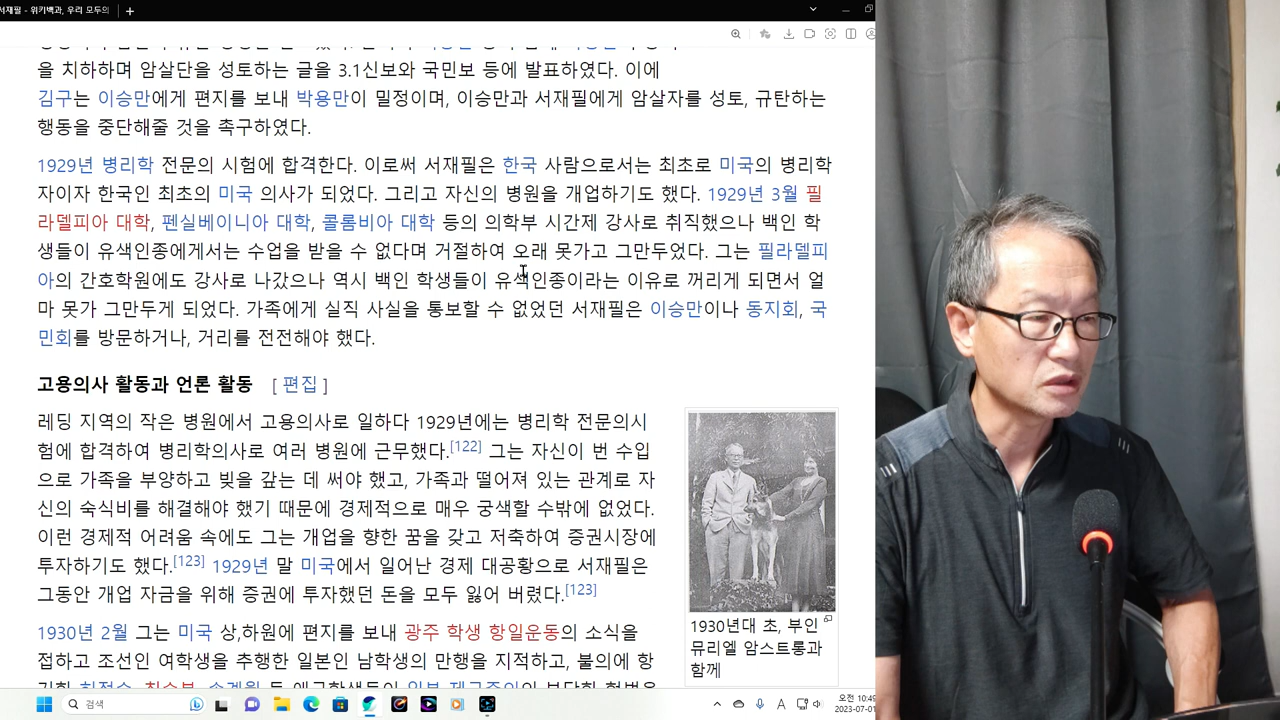 서재필 - 위키백과, 우리 모두의
을 치하하며 암살단을 성토하는 글을 3.1신보와 국민보 등에 발표하였다. 이에
김구는 이승만에게 편지를 보내 박용만이 밀정이며, 이승만과 서재필에게 암살자를 성토, 규탄하는
행동을 중단해줄 것을 촉구하였다.
1929년 병리학 전문의 시험에 합격한다. 이로써 서재필은 한국 사람으로서는 최초로 미국의 병리학
자이자 한국인 최초의 미국 의사가 되었다. 그리고 자신의 병원을 개업하기도 했다. 1929년 3월 필
라델피아 대학, 펜실베이니아 대학, 콜롬비아 대학 등의 의학부 시간제 강사로 취직했으나 백인 학
생들이 유색인종에게서는 수업을 받을 수 없다며 거절하여 오래 못가고 그만두었다. 그는 필라델피
아의 간호학원에도 강사로 나갔으나 역시 백인 학생들이 유색인종이라는 이유로 꺼리게 되면서 얼
마 못가 그만두게 되었다. 가족에게 실직 사실을 통보할 수 없었던 서재필은 이승만이나 동지회, 국
민회를 방문하거나, 거리를 전전해야 했다.
고용의사 활동과 언론 활동 [ 편집 ]
레딩 지역의 작은 병원에서 고용의사로 일하다 1929년에는 병리학 전문의시
험에 합격하여 병리학의사로 여러 병원에 근무했다.[122] 그는 자신이 번 수입
으로 가족을 부양하고 빚을 갚는 데 써야 했고, 가족과 떨어져 있는 관계로 자
신의 숙식비를 해결해야 했기 때문에 경제적으로 매우 궁색할 수밖에 없었다.
이런 경제적 어려움 속에도 그는 개업을 향한 꿈을 갖고 저축하여 증권시장에
투자하기도 했다.[123] 1929년 말 미국에서 일어난 경제 대공황으로 서재필은
그동안 개업 자금을 위해 증권에 투자했던 돈을 모두 잃어 버렸다.[123]
1930년대 초, 부인
뮤리엘 암스트롱과
함께
1930년 2월 그는 미국 상,하원에 편지를 보내 광주 학생 항일운동의 소식을
접하고 조선인 여학생을 추행한 일본인 남학생의 만행을 지적하고, 불의에 항
검색
A
오전 10:49
2023-07-01